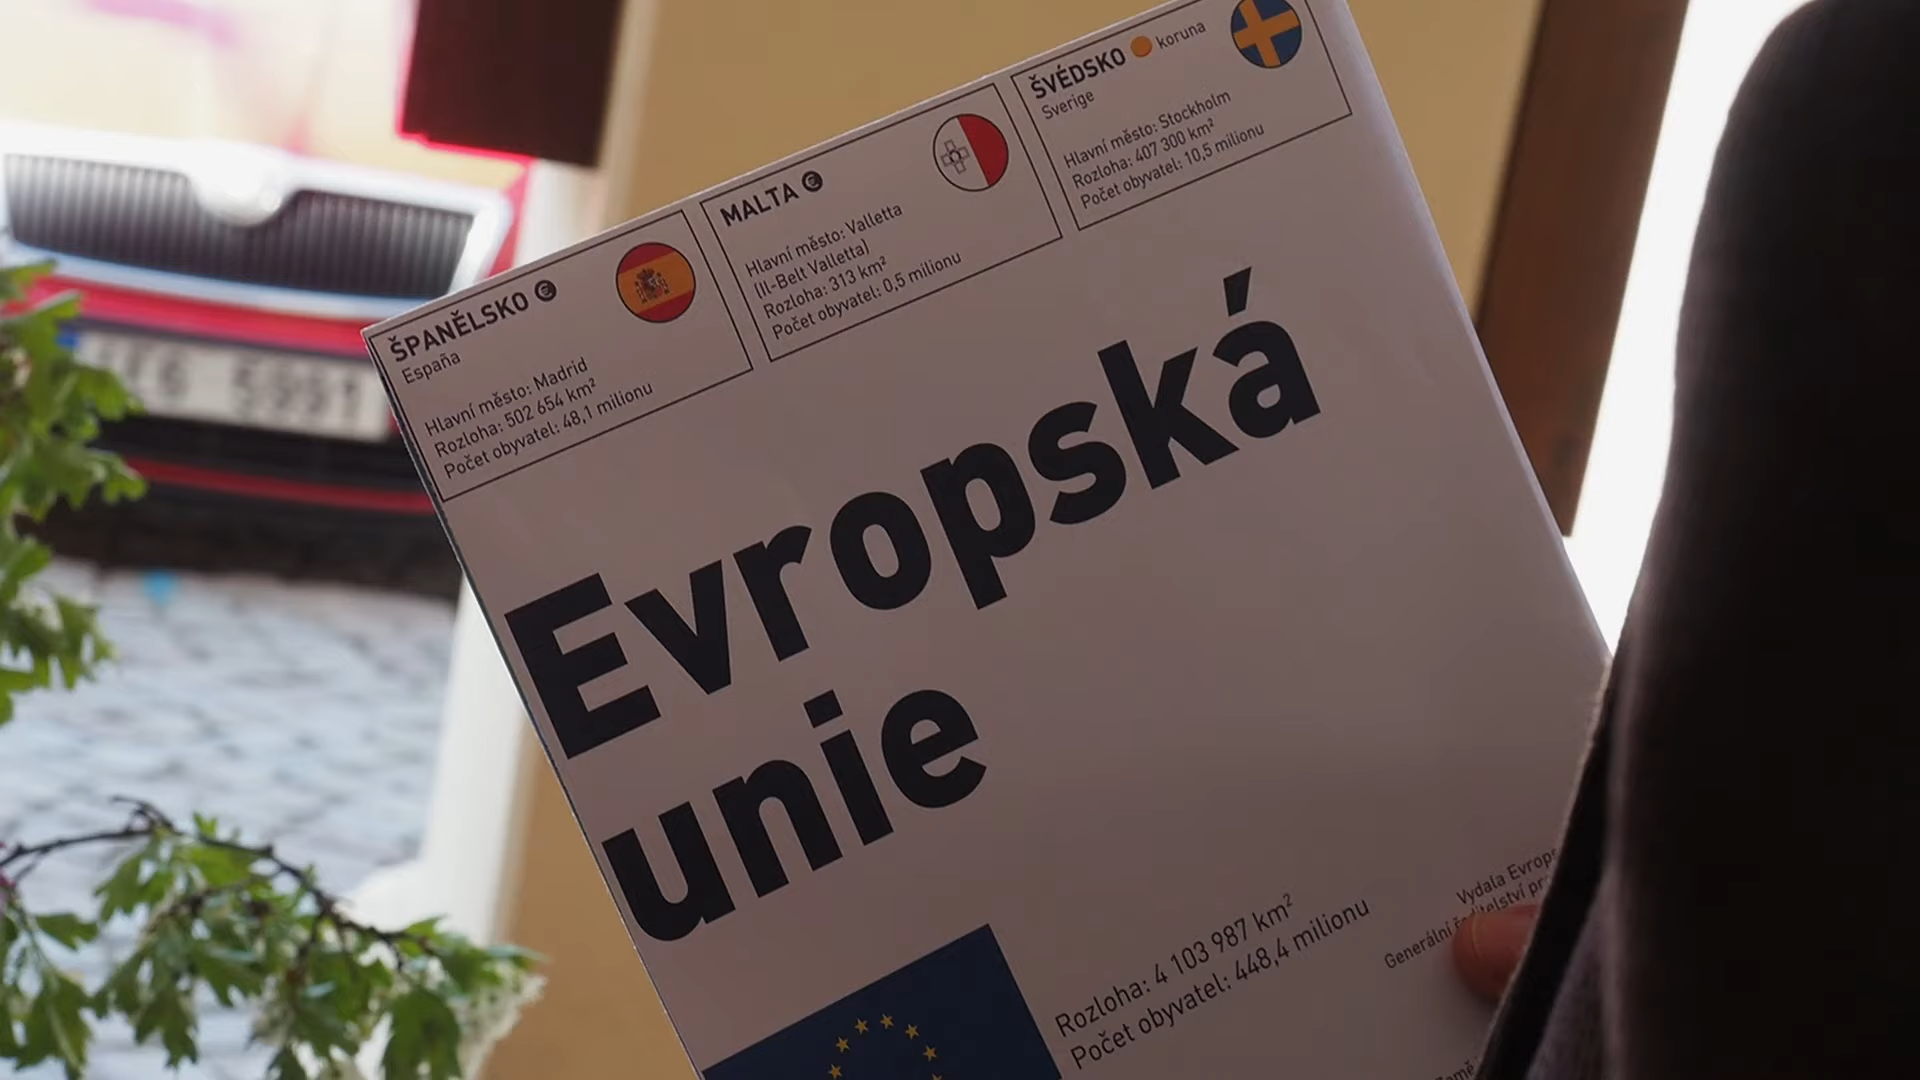 ŠPANĚLSKO €
España
Hlavní město: Madrid
Rozloha: 502 654 km²
Počet obyvatel: 48,1 milionu
MALTA €
Hlavní město: Valletta
(Il-Belt Valletta)
Rozloha: 313 km²
Počet obyvatel: 0,5 milionu
ŠVÉDSKO koruna
Sverige
Hlavní město: Stockholm
Rozloha: 407 300 km²
Počet obyvatel: 10,5 milionu
Evropská
unie
Rozloha: 4 103 987 km²
Počet obyvatel: 448,4 milionu
Vydala
Generální
5991